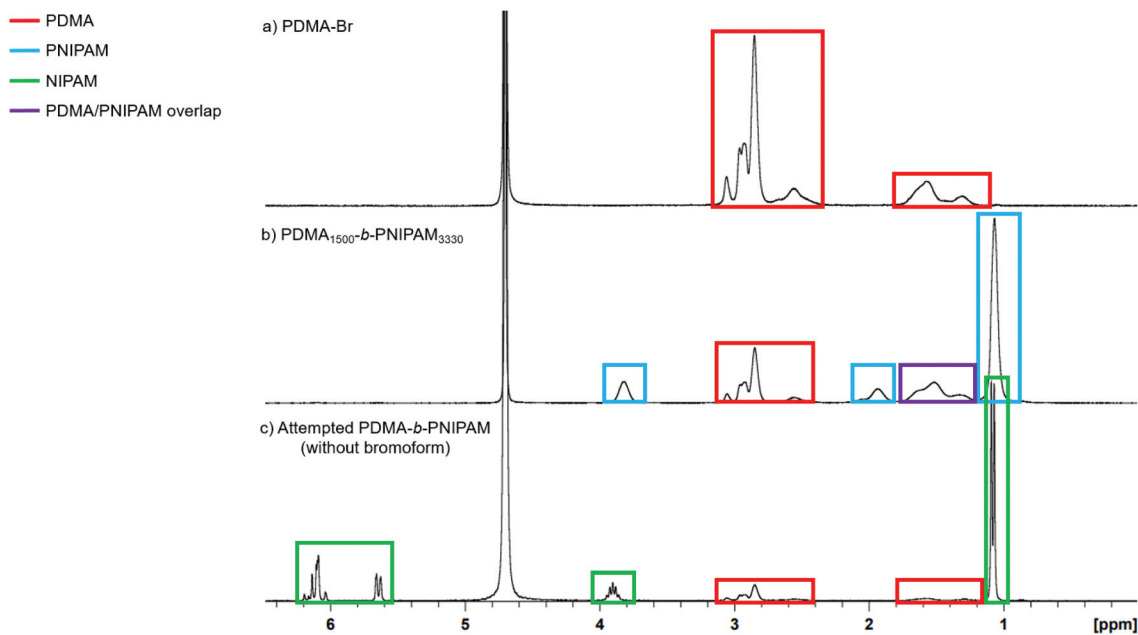 PDMA
PNIPAM
NIPAM
PDMA/PNIPAM overlap
a) PDMA-Br
b) PDMA₁₅₀₀-b-PNIPAM₃₃₃₀
c) Attempted PDMA-b-PNIPAM
(without bromoform)
6 5 4 3 2 1 [ppm]